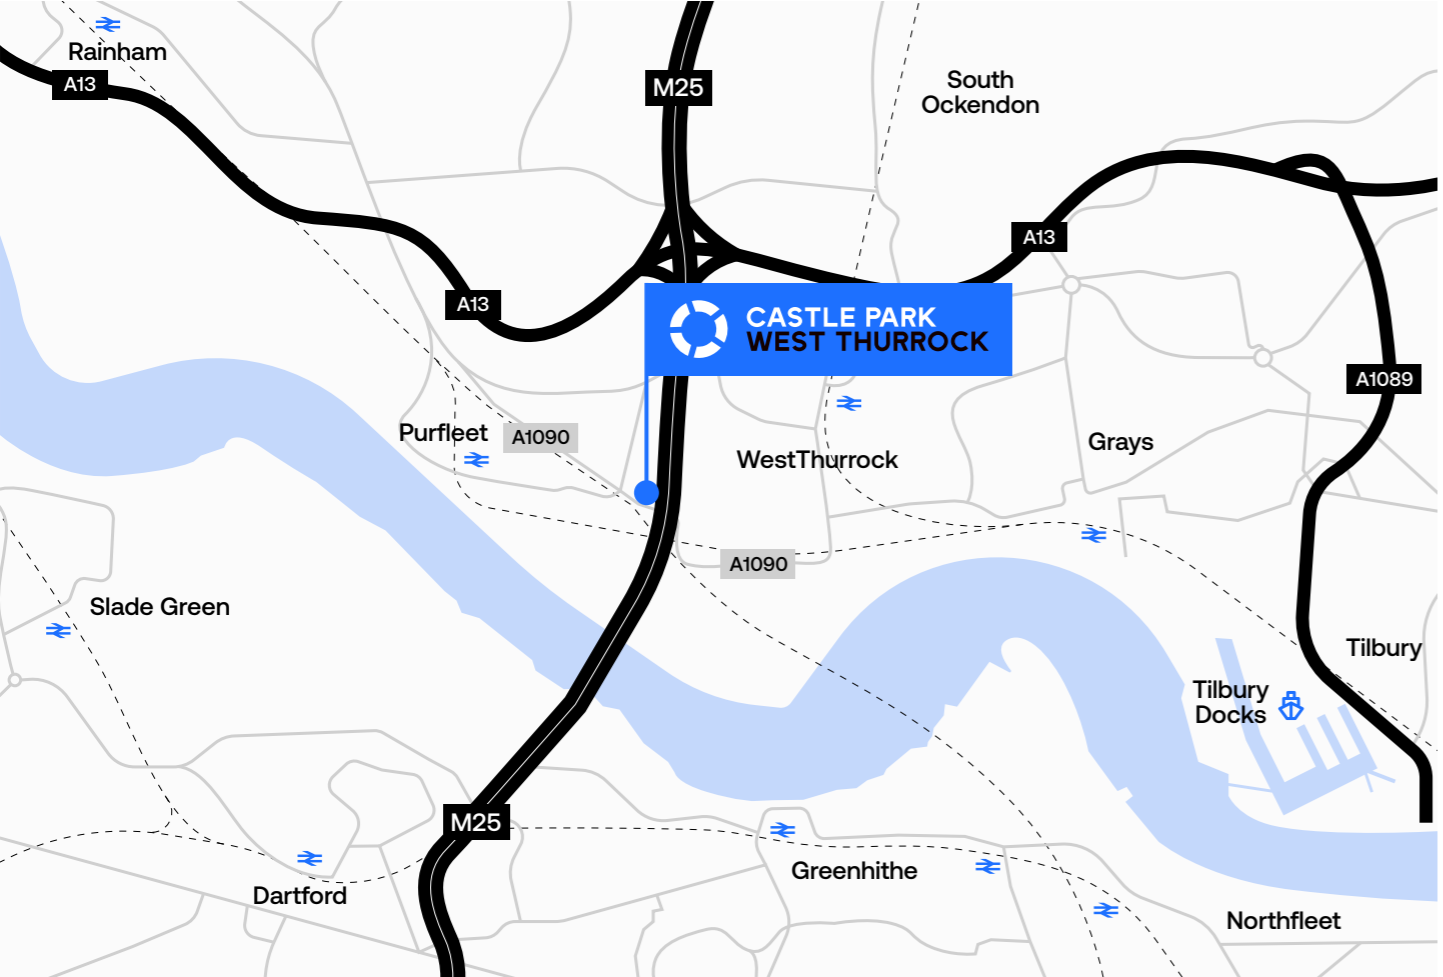 Rainham
A13
M25
South
Ockendon
A13
A13
CASTLE PARK
WEST THURROCK
A1089
Purfleet
A1090
WestThurrock
Grays
A1090
Slade Green
Tilbury
Tilbury
Docks
M25
Greenhithe
Dartford
Northfleet